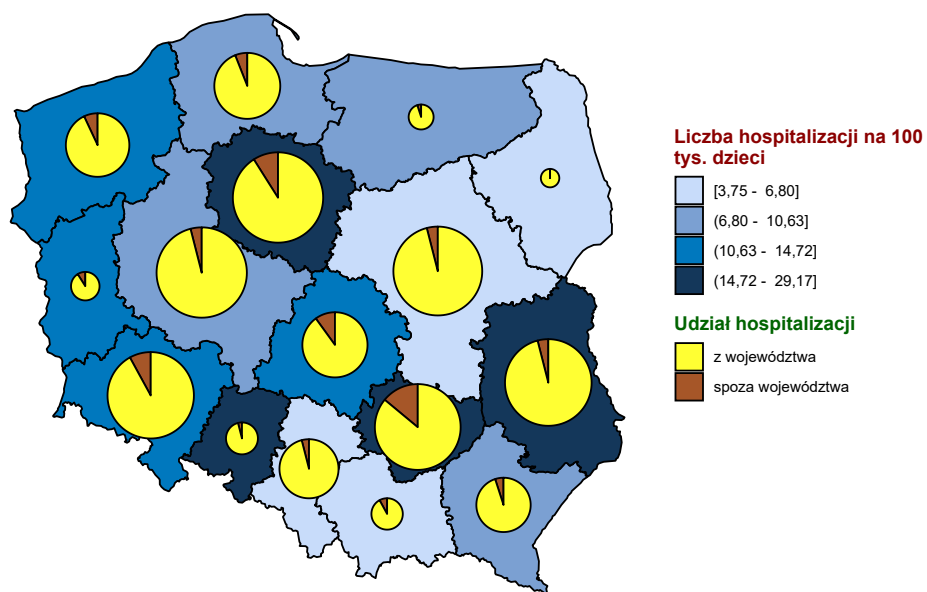 Liczba hospitalizacji na 100
tys. dzieci
[3,75 - 6,80]
(6,80 - 10,63]
(10,63 - 14,72]
(14,72 - 29,17]
Udział hospitalizacji
z województwa
spoza województwa